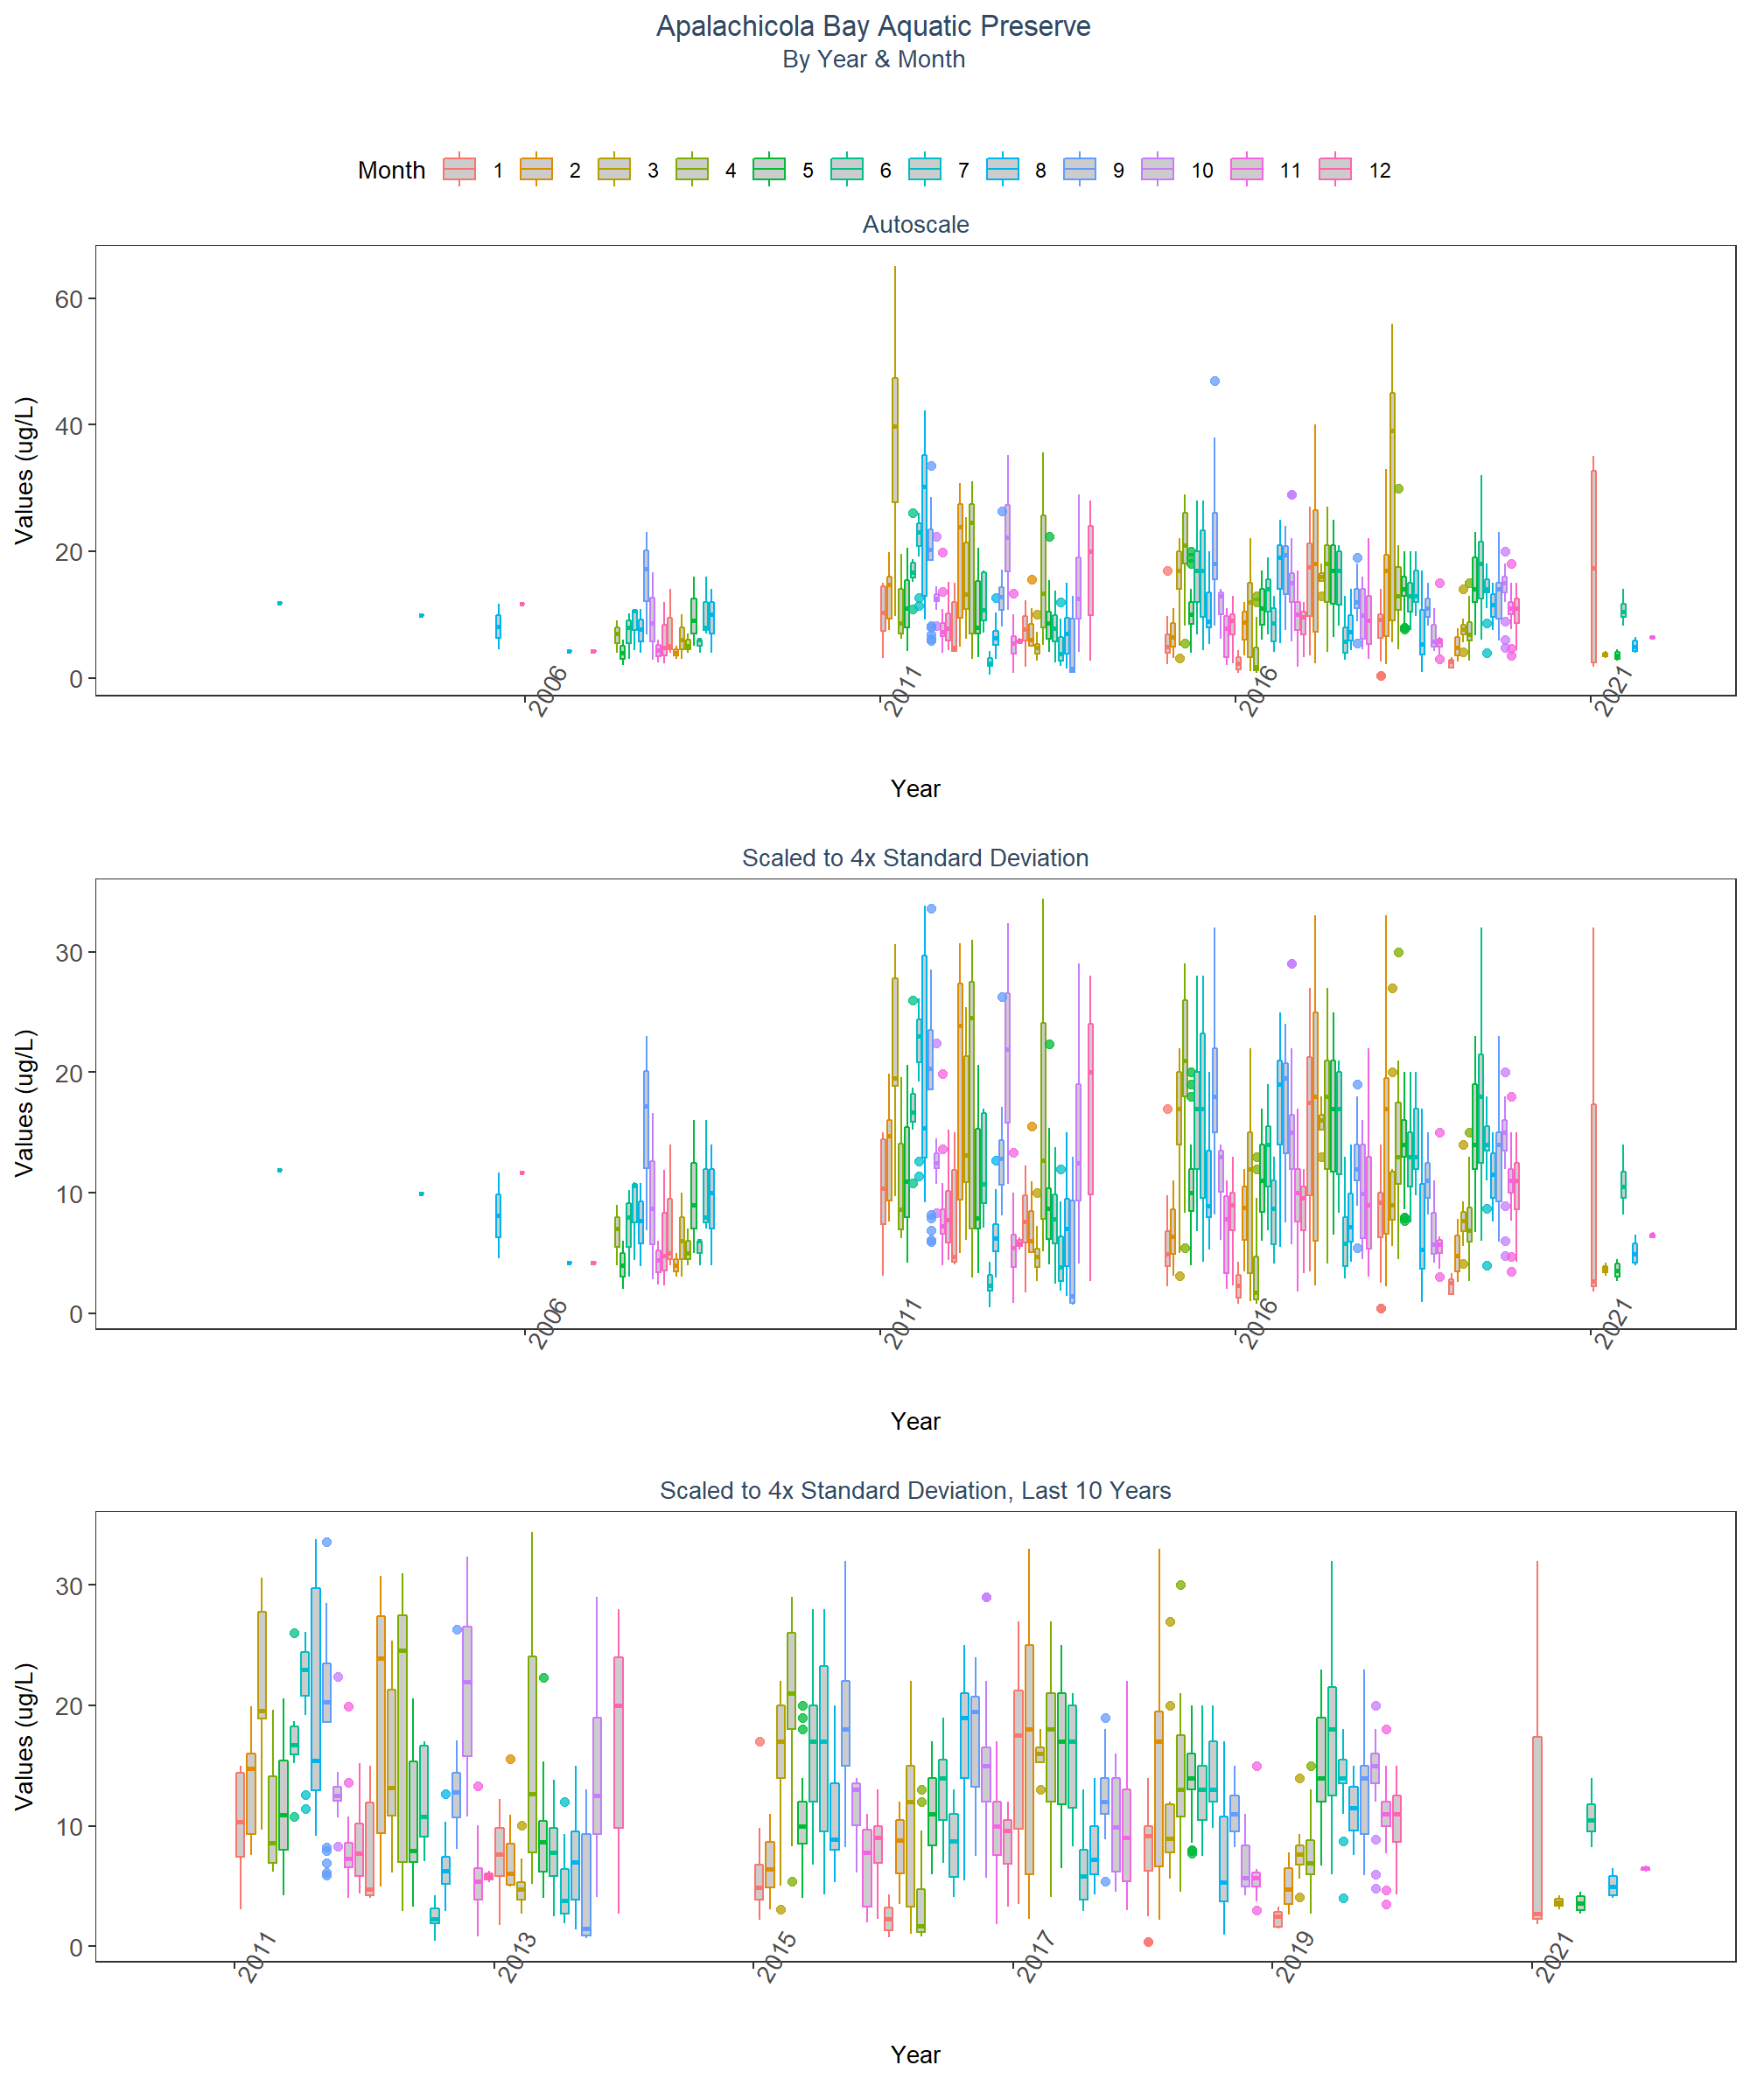 Apalachicola Bay Aquatic Preserve
By Year & Month
Month 1 2 3 4 5 6 7 8 9 10 11 12
Autoscale
Values (ug/L)
60
40
20
0
2006 2011 2016 2021
Year
Scaled to 4x Standard Deviation
Values (ug/L)
30
20
10
0
2006 2011 2016 2021
Year
Scaled to 4x Standard Deviation, Last 10 Years
Values (ug/L)
30
20
10
0
2011 2013 2015 2017 2019 2021
Year